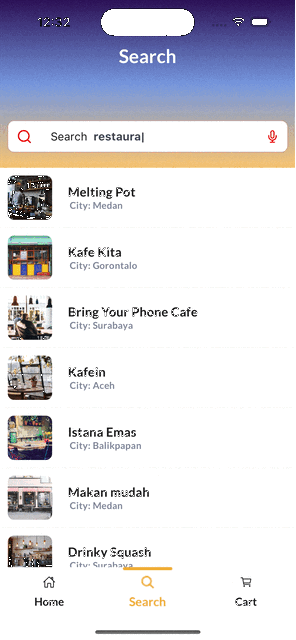 12:32
Search
Search restaura
Melting Pot
City: Medan
Kafe Kita
City: Gorontalo
Bring Your Phone Cafe
City: Surabaya
Kafein
City: Aceh
Istana Emas
City: Balikpapan
Makan mudah
City: Medan
Drinky Squash
City: Surabaya
Home
Search
Cart